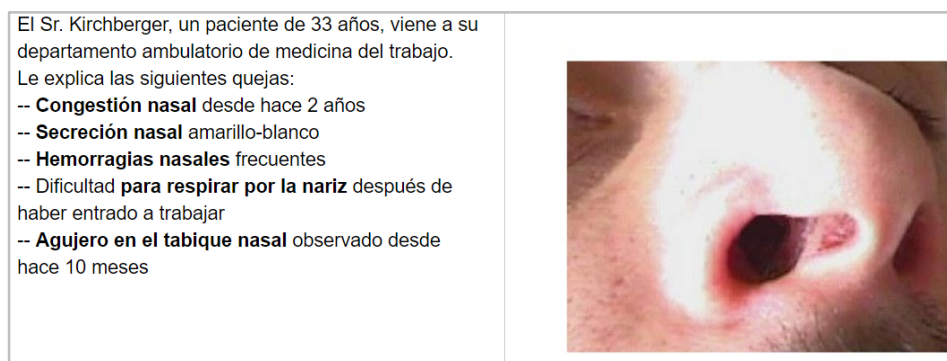 El Sr. Kirchberger, un paciente de 33 años, viene a su
departamento ambulatorio de medicina del trabajo.
Le explica las siguientes quejas:
-- Congestión nasal desde hace 2 años
-- Secreción nasal amarillo-blanco
-- Hemorragias nasales frecuentes
-- Dificultad para respirar por la nariz después de
haber entrado a trabajar
-- Agujero en el tabique nasal observado desde
hace 10 meses